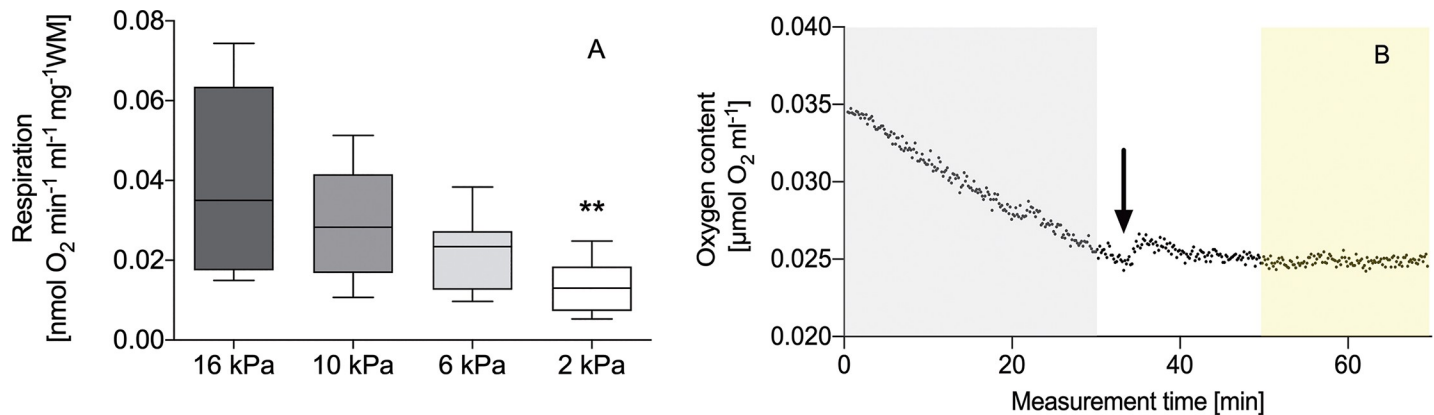 Respiration
[nmol O₂ min⁻¹ ml⁻¹ mg⁻¹WM]
0.08
0.06
0.04
0.02
0.00
A
**
16 kPa
10 kPa
6 kPa
2 kPa
Oxygen content
[µmol O₂ ml⁻¹]
0.040
0.035
0.030
0.025
0.020
B
0
20
40
60
Measurement time [min]